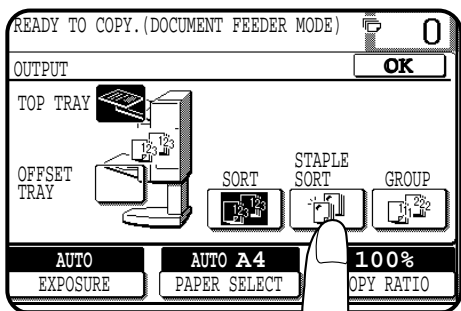 READY TO COPY.(DOCUMENT FEEDER MODE) 0
OUTPUT OK
TOP TRAY
OFFSET
TRAY
SORT
STAPLE
SORT
GROUP
AUTO AUTO A4 100%
EXPOSURE PAPER SELECT OPY RATIO